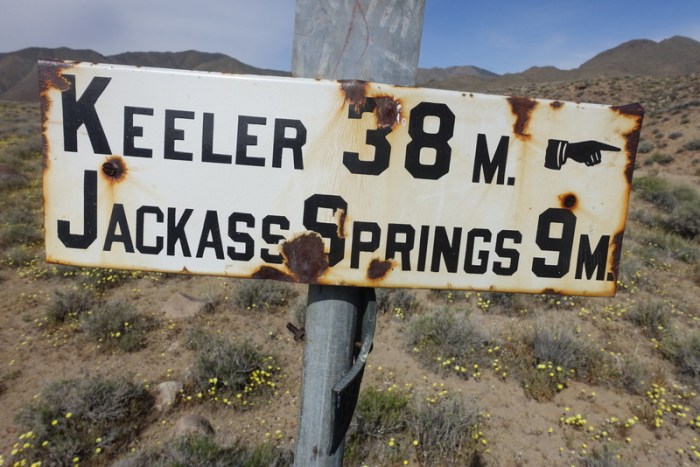 KEELER 38 M.
JACKASS SPRINGS 9 M.